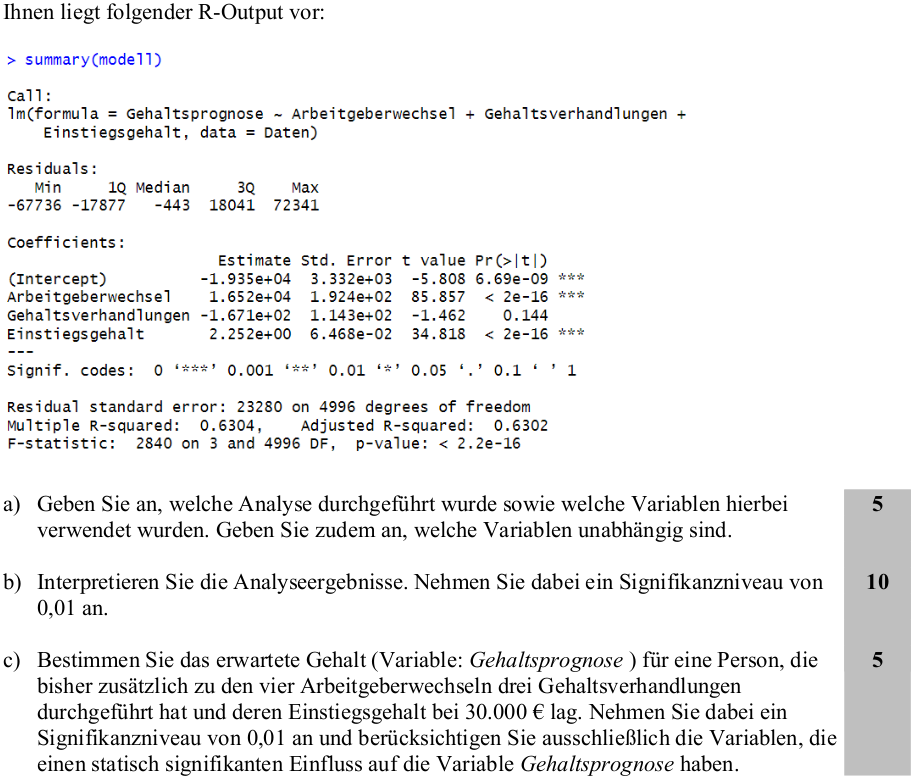 Ihnen liegt folgender R-Output vor:
> summary(modell)
Call:
lm(formula = Gehaltsprognose ~ Arbeitgeberwechsel + Gehaltsverhandlungen +
    Einstiegsgehalt, data = Daten)
Residuals:
   Min     1Q Median     3Q    Max
-67736 -17877   -443  18041  72341
Coefficients:
                       Estimate Std. Error t value Pr(>|t|)
(Intercept)          -1.935e+04  3.332e+03  -5.808 6.69e-09 ***
Arbeitgeberwechsel    1.652e+04  1.924e+02  85.857  < 2e-16 ***
Gehaltsverhandlungen -1.671e+02  1.143e+02  -1.462    0.144
Einstiegsgehalt       2.252e+00  6.468e-02  34.818  < 2e-16 ***
---
Signif. codes:  0 ‘***’ 0.001 ‘**’ 0.01 ‘*’ 0.05 ‘.’ 0.1 ‘ ’ 1
Residual standard error: 23280 on 4996 degrees of freedom
Multiple R-squared:  0.6304,    Adjusted R-squared:  0.6302
F-statistic:  2840 on 3 and 4996 DF,  p-value: < 2.2e-16
a) Geben Sie an, welche Analyse durchgeführt wurde sowie welche Variablen hierbei 5
verwendet wurden. Geben Sie zudem an, welche Variablen unabhängig sind.
b) Interpretieren Sie die Analyseergebnisse. Nehmen Sie dabei ein Signifikanzniveau von 10
0,01 an.
c) Bestimmen Sie das erwartete Gehalt (Variable: Gehaltsprognose ) für eine Person, die 5
bisher zusätzlich zu den vier Arbeitgeberwechseln drei Gehaltsverhandlungen
durchgeführt hat und deren Einstiegsgehalt bei 30.000 € lag. Nehmen Sie dabei ein
Signifikanzniveau von 0,01 an und berücksichtigen Sie ausschließlich die Variablen, die
einen statisch signifikanten Einfluss auf die Variable Gehaltsprognose haben.